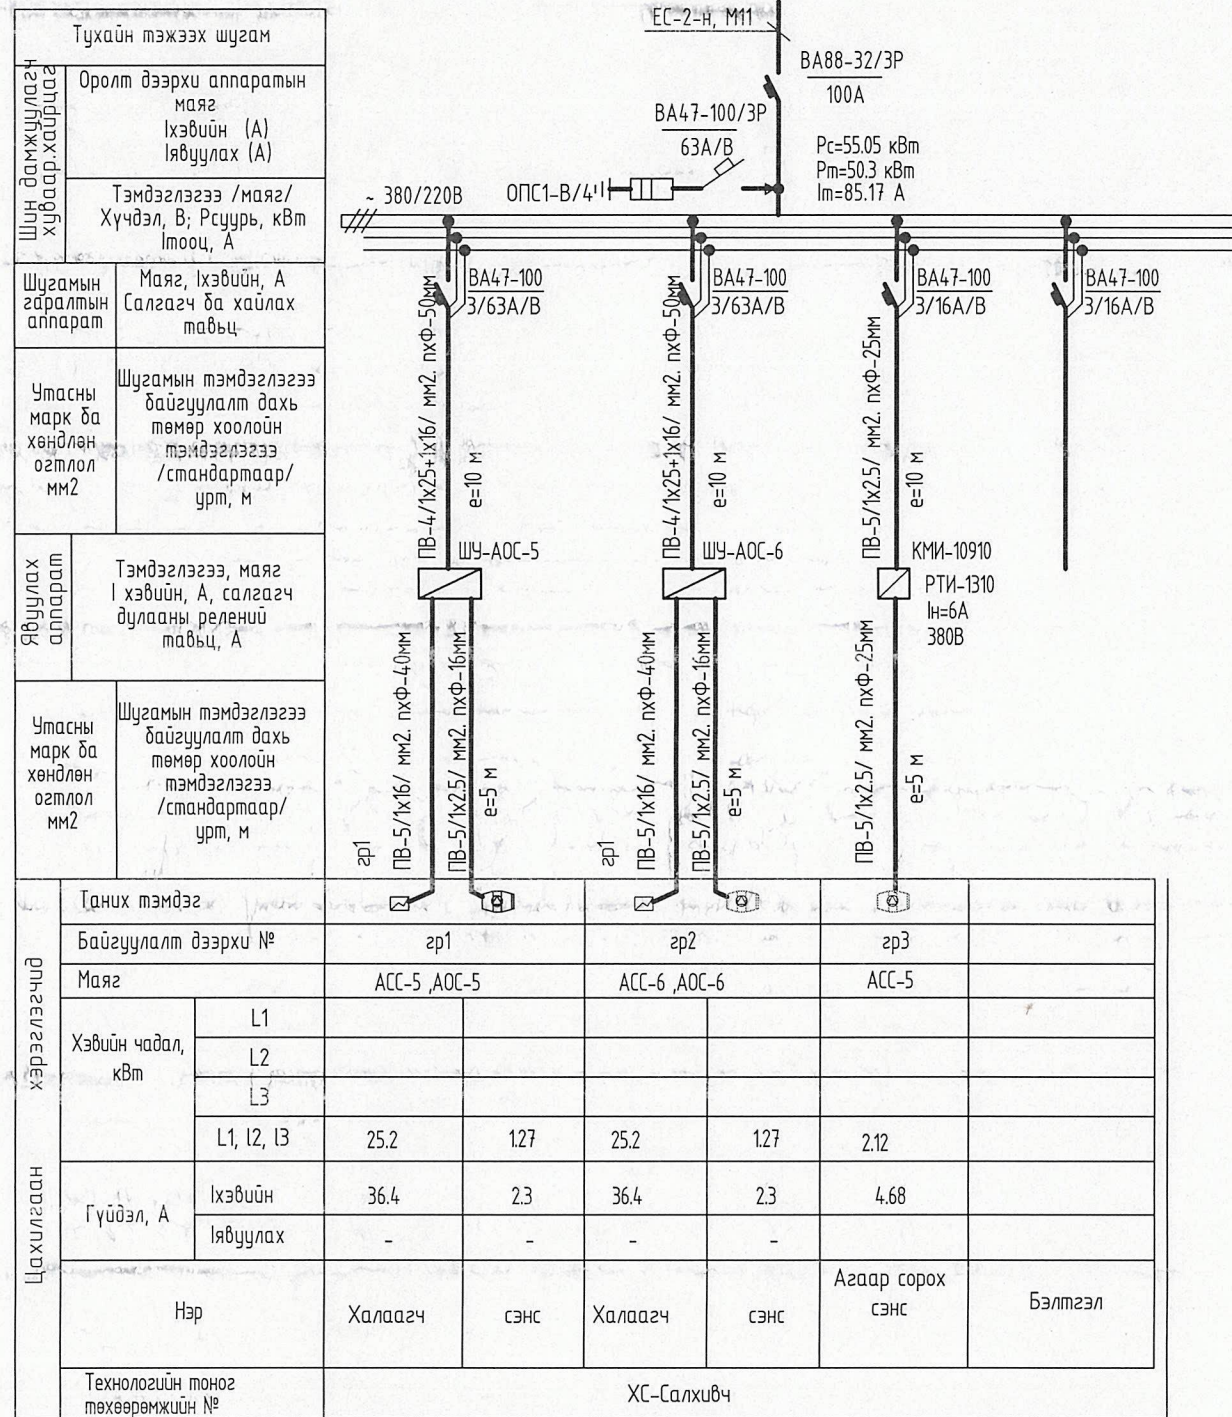 Тухайн тэжээх шугам
Шин дамжуулагч
хуваар.хайрцаг
Оролт дээрхи аппаратын
маяг
Iхэвийн (А)
Iявуулах (А)
Тэмдэглэгээ /маяг/
Хүчдэл, В; Рсуурь, кВт
Iтооц, А
Шугамын
гаралтын
аппарат
Маяг, Iхэвийн, А
Салгагч ба хайлах
тавьц
Утасны
марк ба
хөндлөн
огтлол
мм2
Шугамын тэмдэглэгээ
байгуулалт дахь
төмөр хоолойн
тэмдэглэгээ
/стандартаар/
урт, м
Явуулах
аппарат
Тэмдэглэгээ, маяг
I хэвийн, А, салгагч
дулааны релений
тавьц, А
Утасны
марк ба
хөндлөн
огтлол
мм2
Шугамын тэмдэглэгээ
байгуулалт дахь
төмөр хоолойн
тэмдэглэгээ
/стандартаар/
урт, м
ЕС-2-н, М11
ВА88-32/3Р
100А
ВА47-100/3Р
63А/В
ОПС1-В/4
Рс=55.05 кВт
Рт=50.3 кВт
Iт=85.17 А
~ 380/220В
ВА47-100
3/63А/В
ВА47-100
3/63А/В
ВА47-100
3/16А/В
ВА47-100
3/16А/В
ПВ-4/1х25+1х16/ мм2. пхФ-50мм
е=10 м
ПВ-4/1х25+1х16/ мм2. пхФ-50мм
е=10 м
ПВ-5/1х2.5/ мм2. пхФ-25мм
е=10 м
ШУ-АОС-5
ШУ-АОС-6
КМИ-10910
РТИ-1310
Iн=6А
380В
гр1
ПВ-5/1х16/ мм2. пхФ-40мм
ПВ-5/1х2.5/ мм2. пхФ-16мм
е=5 м
гр1
ПВ-5/1х16/ мм2. пхФ-40мм
ПВ-5/1х2.5/ мм2. пхФ-16мм
е=5 м
ПВ-5/1х2.5/ мм2. пхФ-25мм
е=5 м
Цахилгаан хэрэглэгчид
Таних тэмдэг
Байгуулалт дээрхи № гр1 гр2 гр3
Маяг АСС-5 ,АОС-5 АСС-6 ,АОС-6 АСС-5
Хэвийн чадал,
кВт
L1
L2
L3
L1, l2, l3 25.2 1.27 25.2 1.27 2.12
Гүйдэл, А
Iхэвийн 36.4 2.3 36.4 2.3 4.68
Iявуулах - - - -
Нэр Халаагч сэнс Халаагч сэнс Агаар сорох
сэнс Бэлтгэл
Технологийн тоног
төхөөрөмжийн № ХС-Салхивч